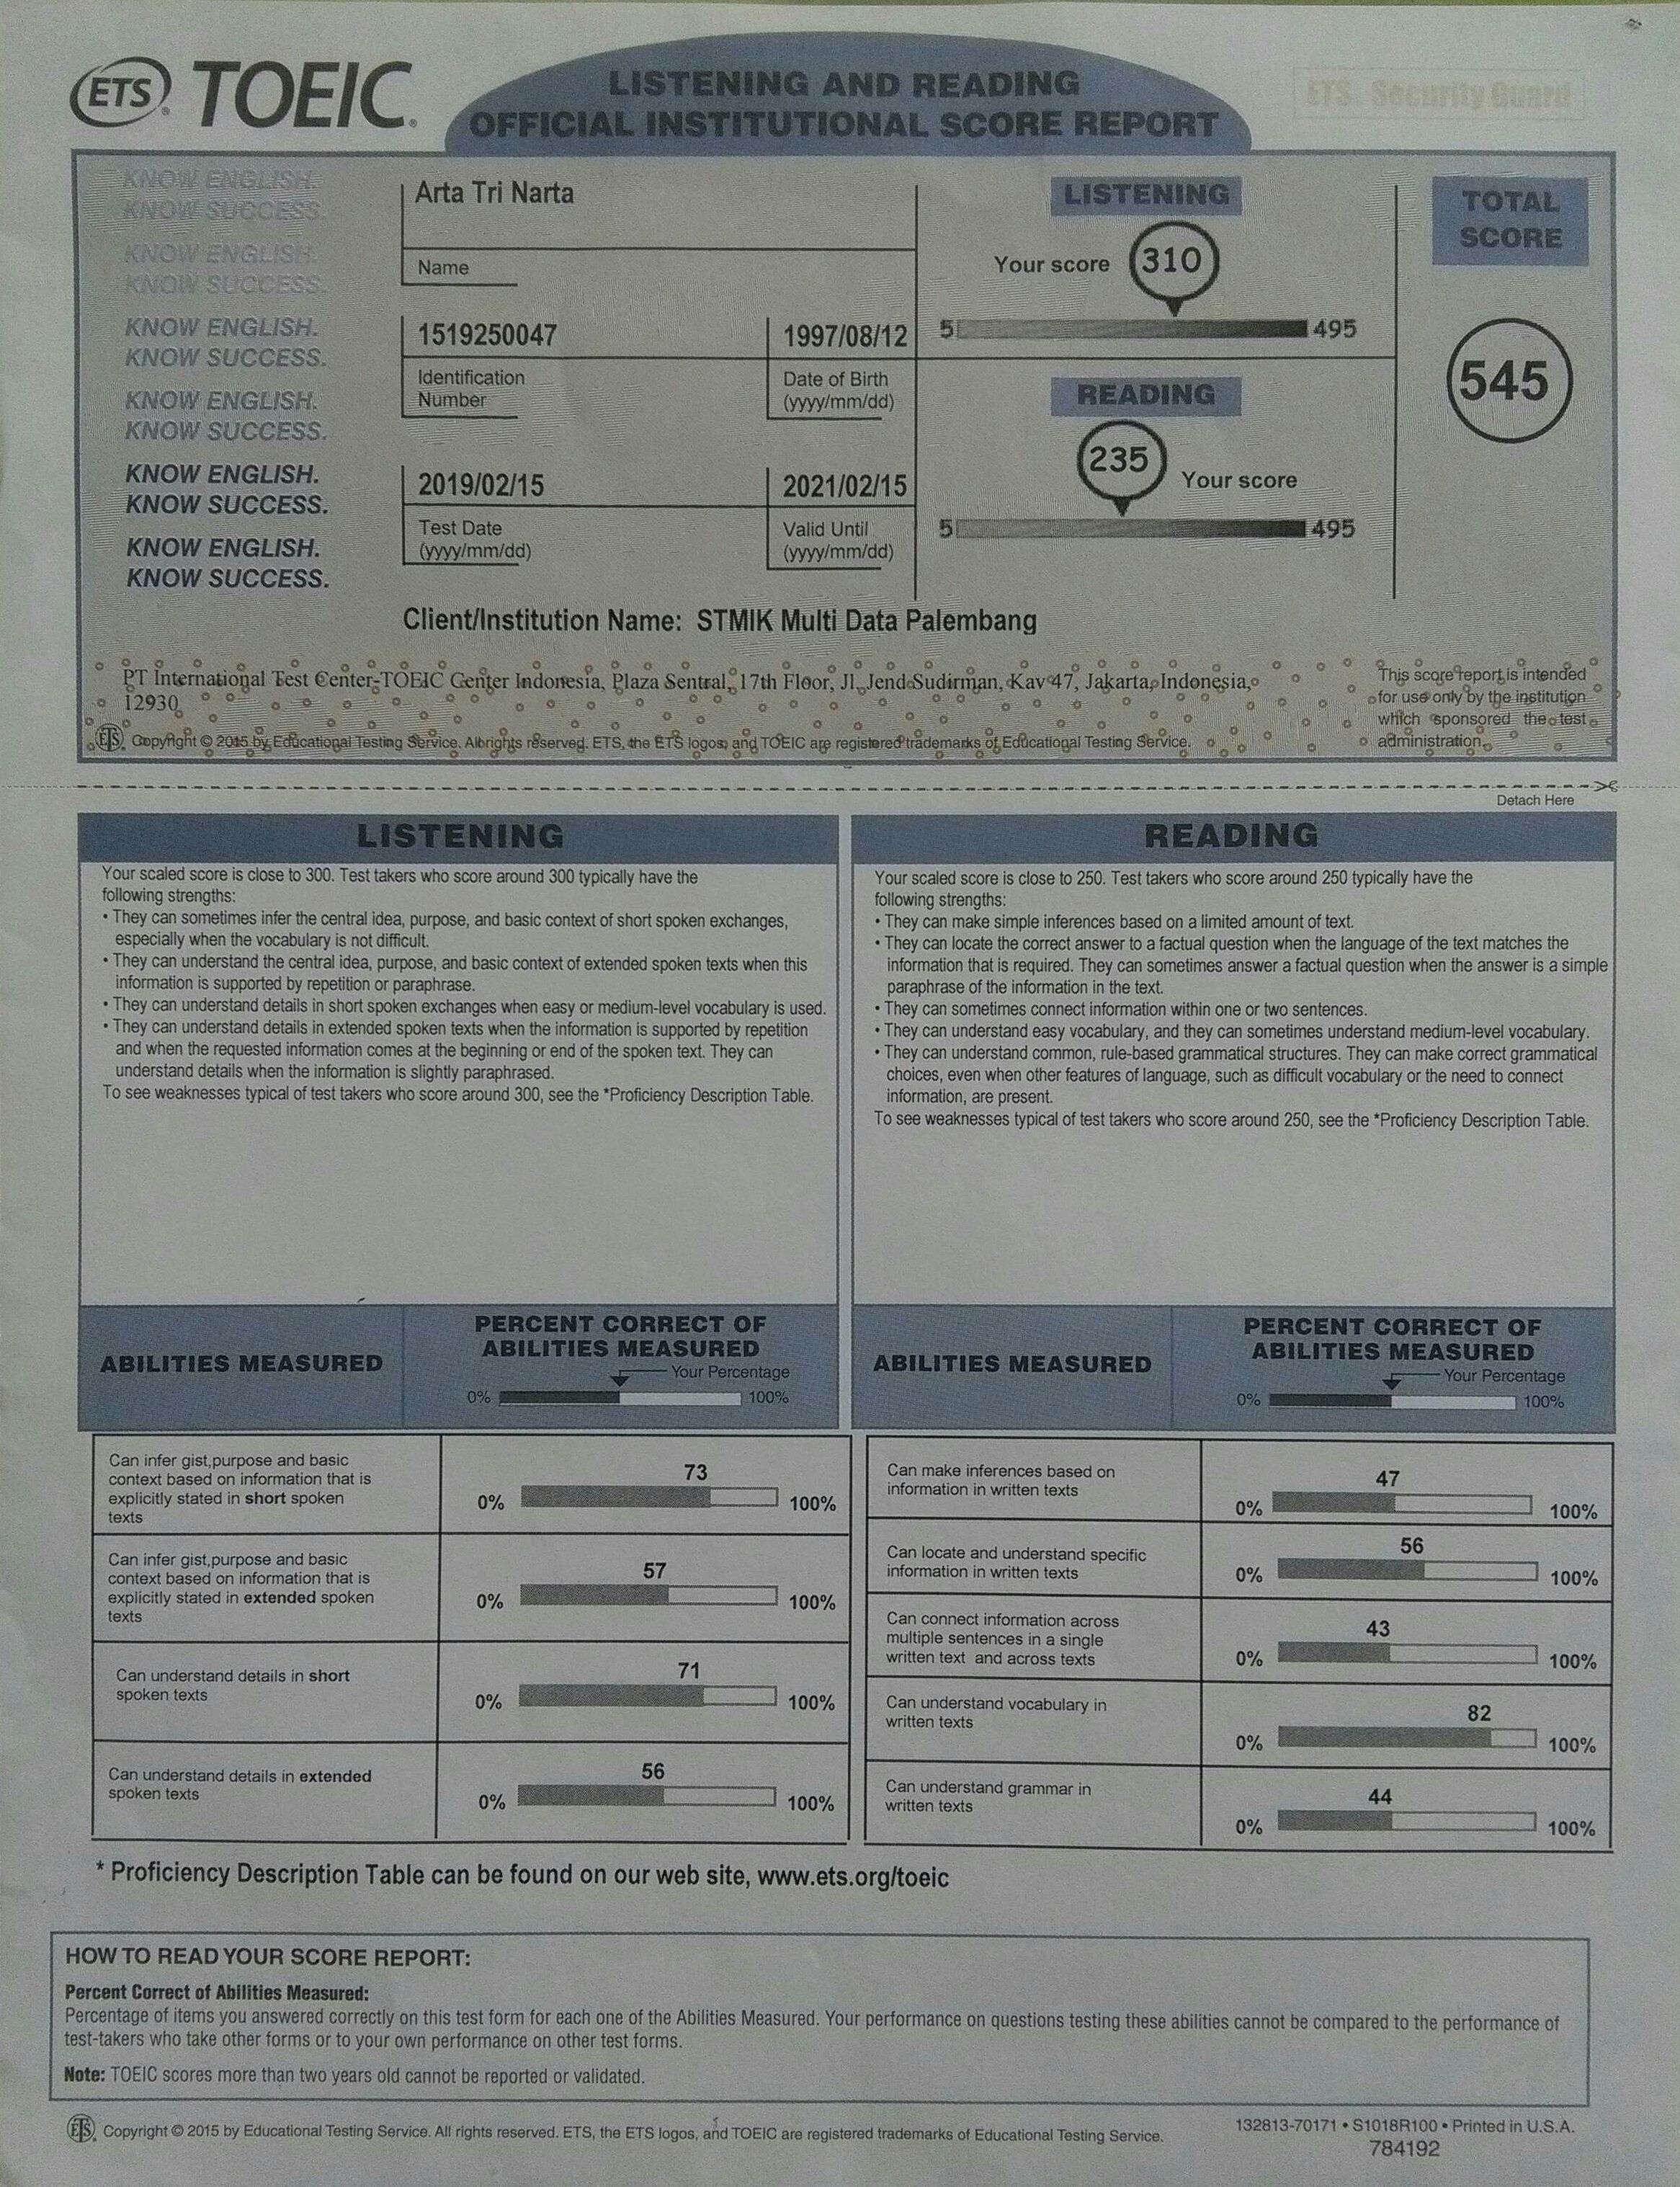 ETS® TOEIC®
LISTENING AND READING
OFFICIAL INSTITUTIONAL SCORE REPORT
ETS Security Guard
KNOW ENGLISH.
KNOW SUCCESS.
KNOW ENGLISH.
KNOW SUCCESS.
KNOW ENGLISH.
KNOW SUCCESS.
KNOW ENGLISH.
KNOW SUCCESS.
KNOW ENGLISH.
KNOW SUCCESS.
KNOW ENGLISH.
KNOW SUCCESS.
Arta Tri Narta
Name
1519250047
Identification
Number
1997/08/12
Date of Birth
(yyyy/mm/dd)
2019/02/15
Test Date
(yyyy/mm/dd)
2021/02/15
Valid Until
(yyyy/mm/dd)
LISTENING
Your score 310
5 495
READING
235 Your score
5 495
TOTAL
SCORE
545
Client/Institution Name: STMIK Multi Data Palembang
PT International Test Center-TOEIC Center Indonesia, Plaza Sentral, 17th Floor, Jl. Jend Sudirman, Kav 47, Jakarta, Indonesia,
12930
This score report is intended
for use only by the institution
which sponsored the test
administration.
ETS® Copyright © 2015 by Educational Testing Service. All rights reserved. ETS, the ETS logos, and TOEIC are registered trademarks of Educational Testing Service.
Detach Here
LISTENING
Your scaled score is close to 300. Test takers who score around 300 typically have the
following strengths:
• They can sometimes infer the central idea, purpose, and basic context of short spoken exchanges,
especially when the vocabulary is not difficult.
• They can understand the central idea, purpose, and basic context of extended spoken texts when this
information is supported by repetition or paraphrase.
• They can understand details in short spoken exchanges when easy or medium-level vocabulary is used.
• They can understand details in extended spoken texts when the information is supported by repetition
and when the requested information comes at the beginning or end of the spoken text. They can
understand details when the information is slightly paraphrased.
To see weaknesses typical of test takers who score around 300, see the *Proficiency Description Table.
READING
Your scaled score is close to 250. Test takers who score around 250 typically have the
following strengths:
• They can make simple inferences based on a limited amount of text.
• They can locate the correct answer to a factual question when the language of the text matches the
information that is required. They can sometimes answer a factual question when the answer is a simple
paraphrase of the information in the text.
• They can sometimes connect information within one or two sentences.
• They can understand easy vocabulary, and they can sometimes understand medium-level vocabulary.
• They can understand common, rule-based grammatical structures. They can make correct grammatical
choices, even when other features of language, such as difficult vocabulary or the need to connect
information, are present.
To see weaknesses typical of test takers who score around 250, see the *Proficiency Description Table.
ABILITIES MEASURED
PERCENT CORRECT OF
ABILITIES MEASURED
Your Percentage
0% 100%
Can infer gist,purpose and basic
context based on information that is
explicitly stated in short spoken
texts
73
0% 100%
Can infer gist,purpose and basic
context based on information that is
explicitly stated in extended spoken
texts
57
0% 100%
Can understand details in short
spoken texts
71
0% 100%
Can understand details in extended
spoken texts
56
0% 100%
ABILITIES MEASURED
PERCENT CORRECT OF
ABILITIES MEASURED
Your Percentage
0% 100%
Can make inferences based on
information in written texts
47
0% 100%
Can locate and understand specific
information in written texts
56
0% 100%
Can connect information across
multiple sentences in a single
written text and across texts
43
0% 100%
Can understand vocabulary in
written texts
82
0% 100%
Can understand grammar in
written texts
44
0% 100%
* Proficiency Description Table can be found on our web site, www.ets.org/toeic
HOW TO READ YOUR SCORE REPORT:
Percent Correct of Abilities Measured:
Percentage of items you answered correctly on this test form for each one of the Abilities Measured. Your performance on questions testing these abilities cannot be compared to the performance of
test-takers who take other forms or to your own performance on other test forms.
Note: TOEIC scores more than two years old cannot be reported or validated.
ETS® Copyright © 2015 by Educational Testing Service. All rights reserved. ETS, the ETS logos, and TOEIC are registered trademarks of Educational Testing Service.
132813-70171 • S1018R100 • Printed in U.S.A.
784192